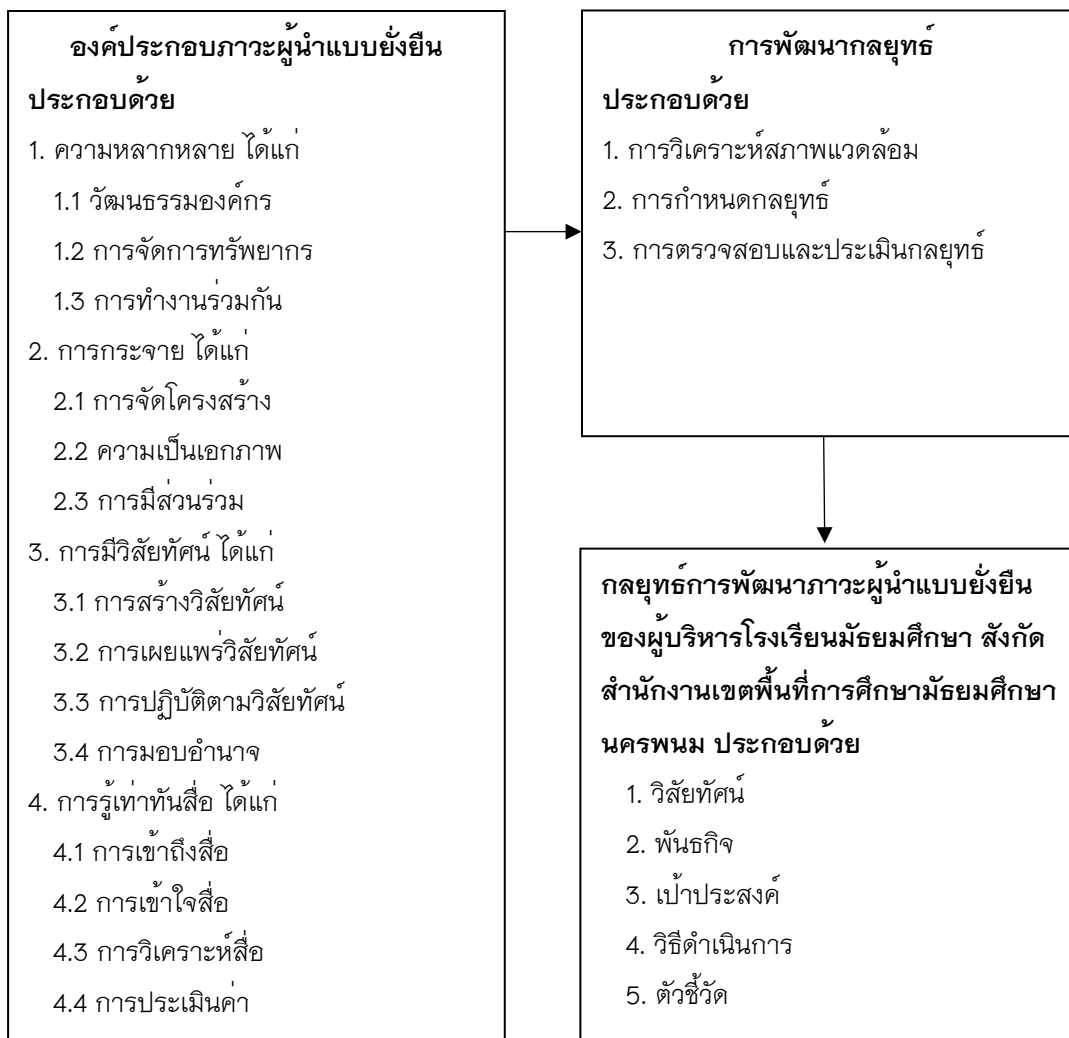 องค์ประกอบภาวะผู้นำแบบยั่งยืน
ประกอบด้วย
1. ความหลากหลาย ได้แก่
1.1 วัฒนธรรมองค์กร
1.2 การจัดการทรัพยากร
1.3 การทำงานร่วมกัน
2. การกระจาย ได้แก่
2.1 การจัดโครงสร้าง
2.2 ความเป็นเอกภาพ
2.3 การมีส่วนร่วม
3. การมีวิสัยทัศน์ ได้แก่
3.1 การสร้างวิสัยทัศน์
3.2 การเผยแพร่วิสัยทัศน์
3.3 การปฏิบัติตามวิสัยทัศน์
3.4 การมอบอำนาจ
4. การรู้เท่าทันสื่อ ได้แก่
4.1 การเข้าถึงสื่อ
4.2 การเข้าใจสื่อ
4.3 การวิเคราะห์สื่อ
4.4 การประเมินค่า
การพัฒนากลยุทธ์
ประกอบด้วย
1. การวิเคราะห์สภาพแวดล้อม
2. การกำหนดกลยุทธ์
3. การตรวจสอบและประเมินกลยุทธ์
กลยุทธ์การพัฒนาภาวะผู้นำแบบยั่งยืน
ของผู้บริหารโรงเรียนมัธยมศึกษา สังกัด
สำนักงานเขตพื้นที่การศึกษามัธยมศึกษา
นครพนม ประกอบด้วย
1. วิสัยทัศน์
2. พันธกิจ
3. เป้าประสงค์
4. วิธีดำเนินการ
5. ตัวชี้วัด